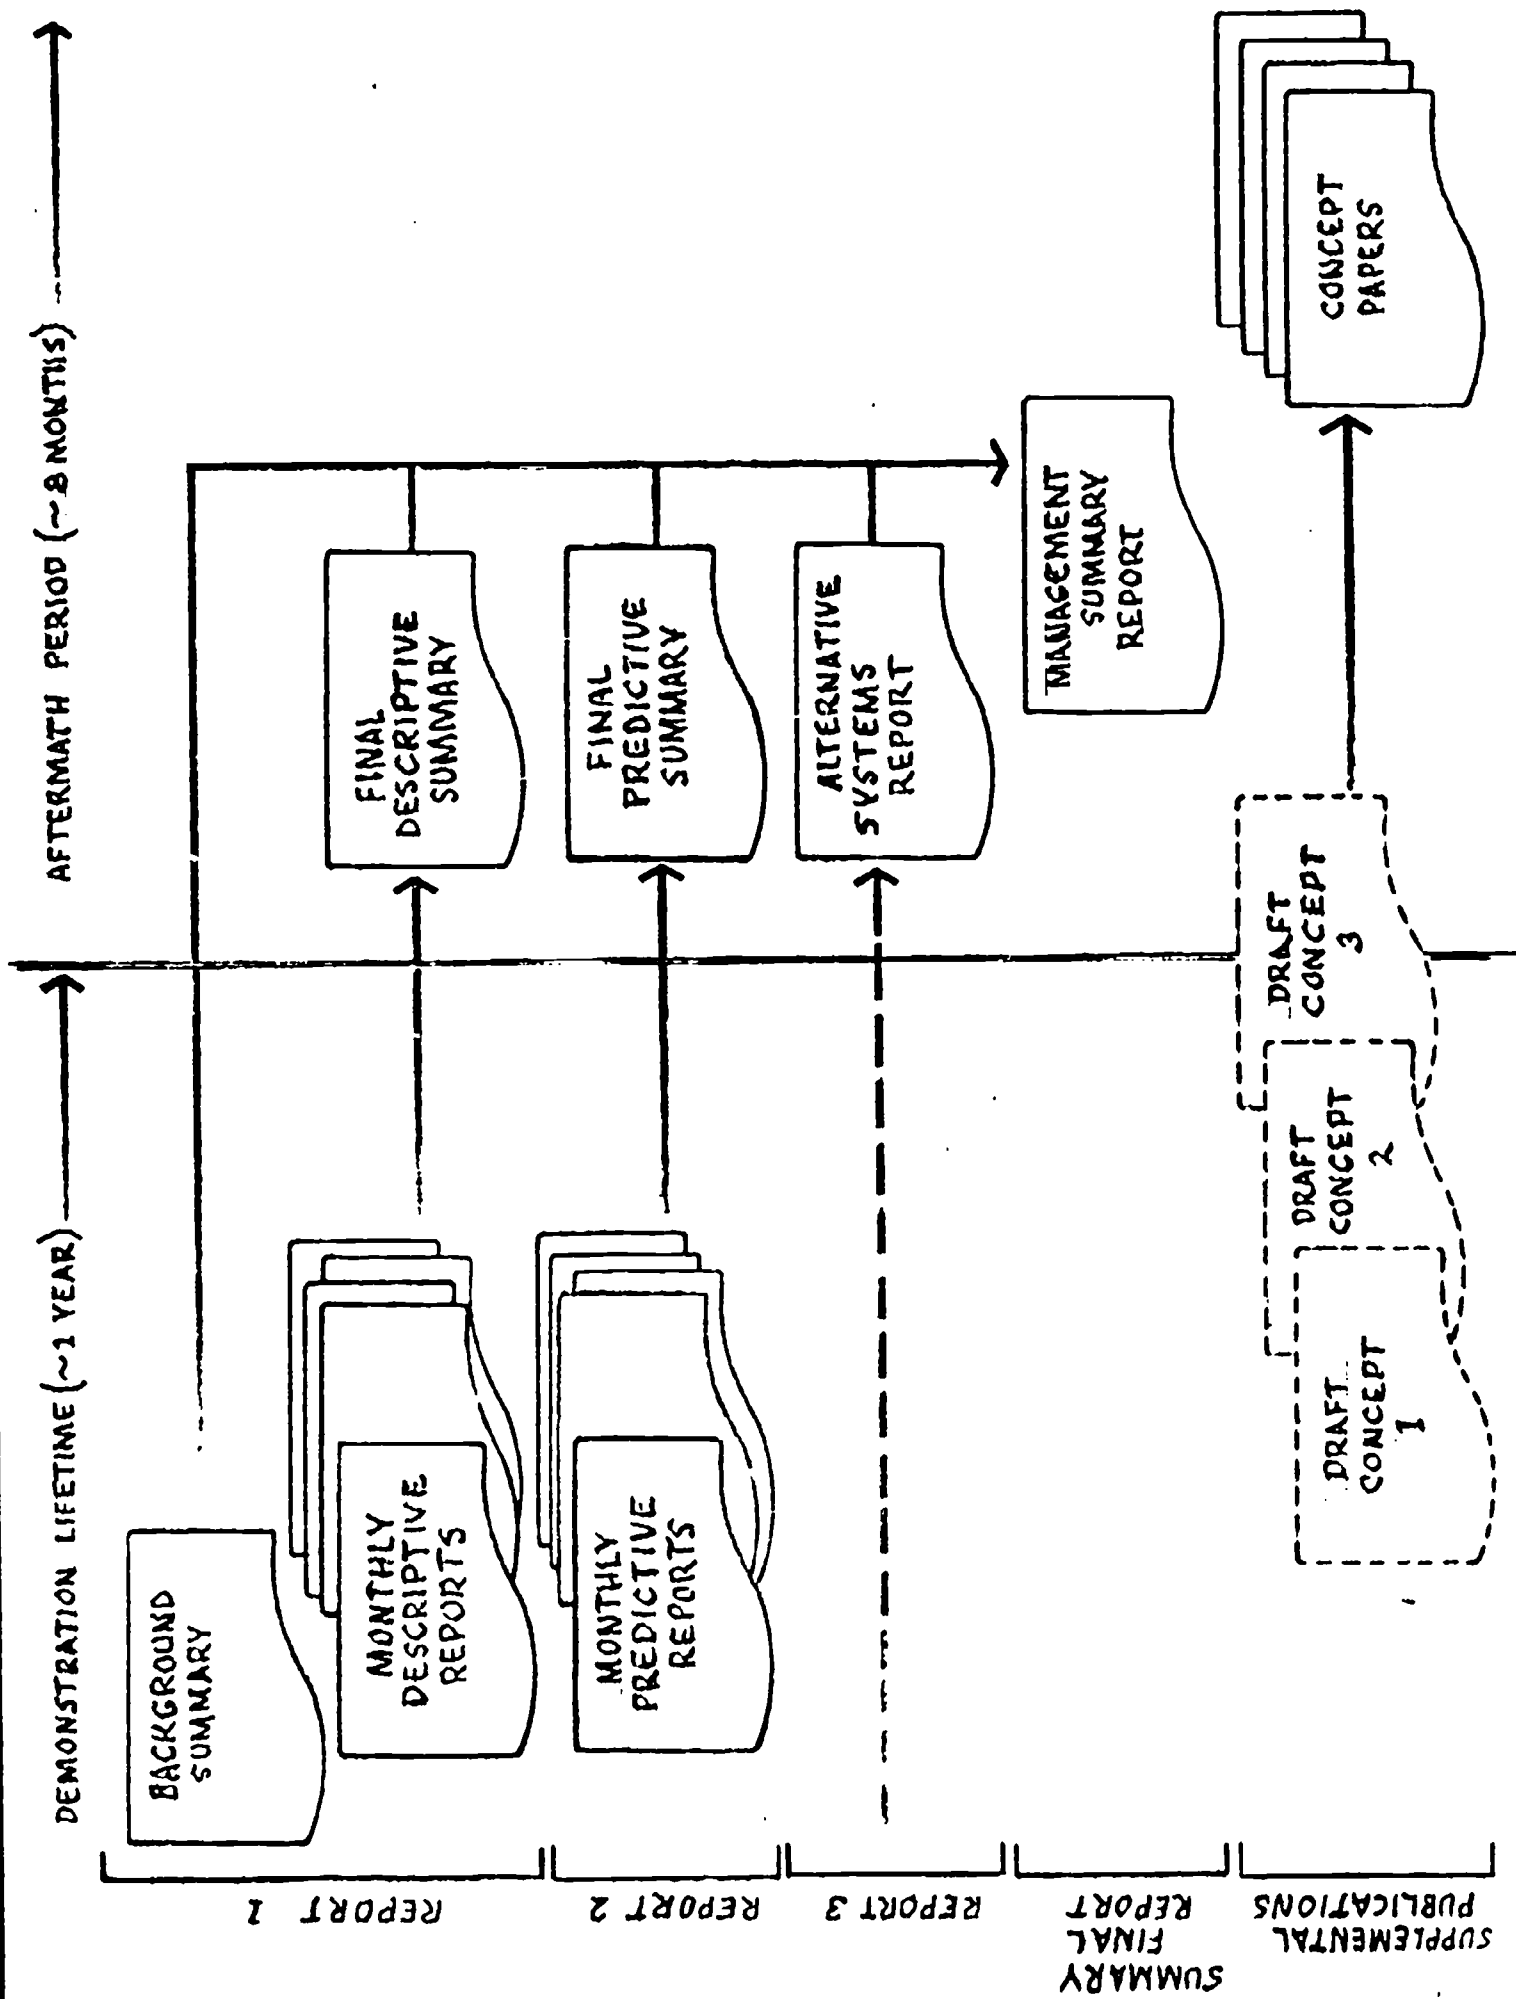 DEMONSTRATION LIFETIME (~1 YEAR)
AFTERMATH PERIOD (~8 MONTHS)
REPORT 1
BACKGROUND
SUMMARY
MONTHLY
DESCRIPTIVE
REPORTS
FINAL
DESCRIPTIVE
SUMMARY
REPORT 2
MONTHLY
PREDICTIVE
REPORTS
FINAL
PREDICTIVE
SUMMARY
REPORT 3
ALTERNATIVE
SYSTEMS
REPORT
SUMMARY
FINAL
REPORT
MANAGEMENT
SUMMARY
REPORT
SUPPLEMENTAL
PUBLICATIONS
DRAFT
CONCEPT
1
DRAFT
CONCEPT
2
DRAFT
CONCEPT
3
CONCEPT
PAPERS